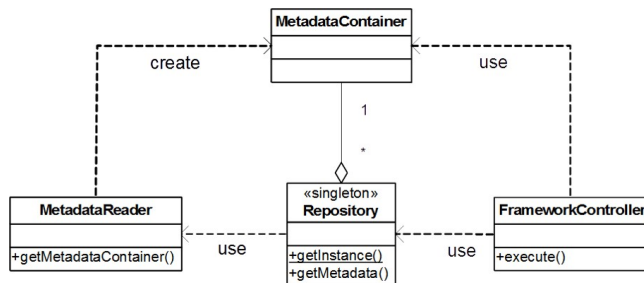 MetadataContainer
create
use
1
*
MetadataReader
+getMetadataContainer()
use
«singleton»
Repository
+getInstance()
+getMetadata()
use
FrameworkController
+execute()